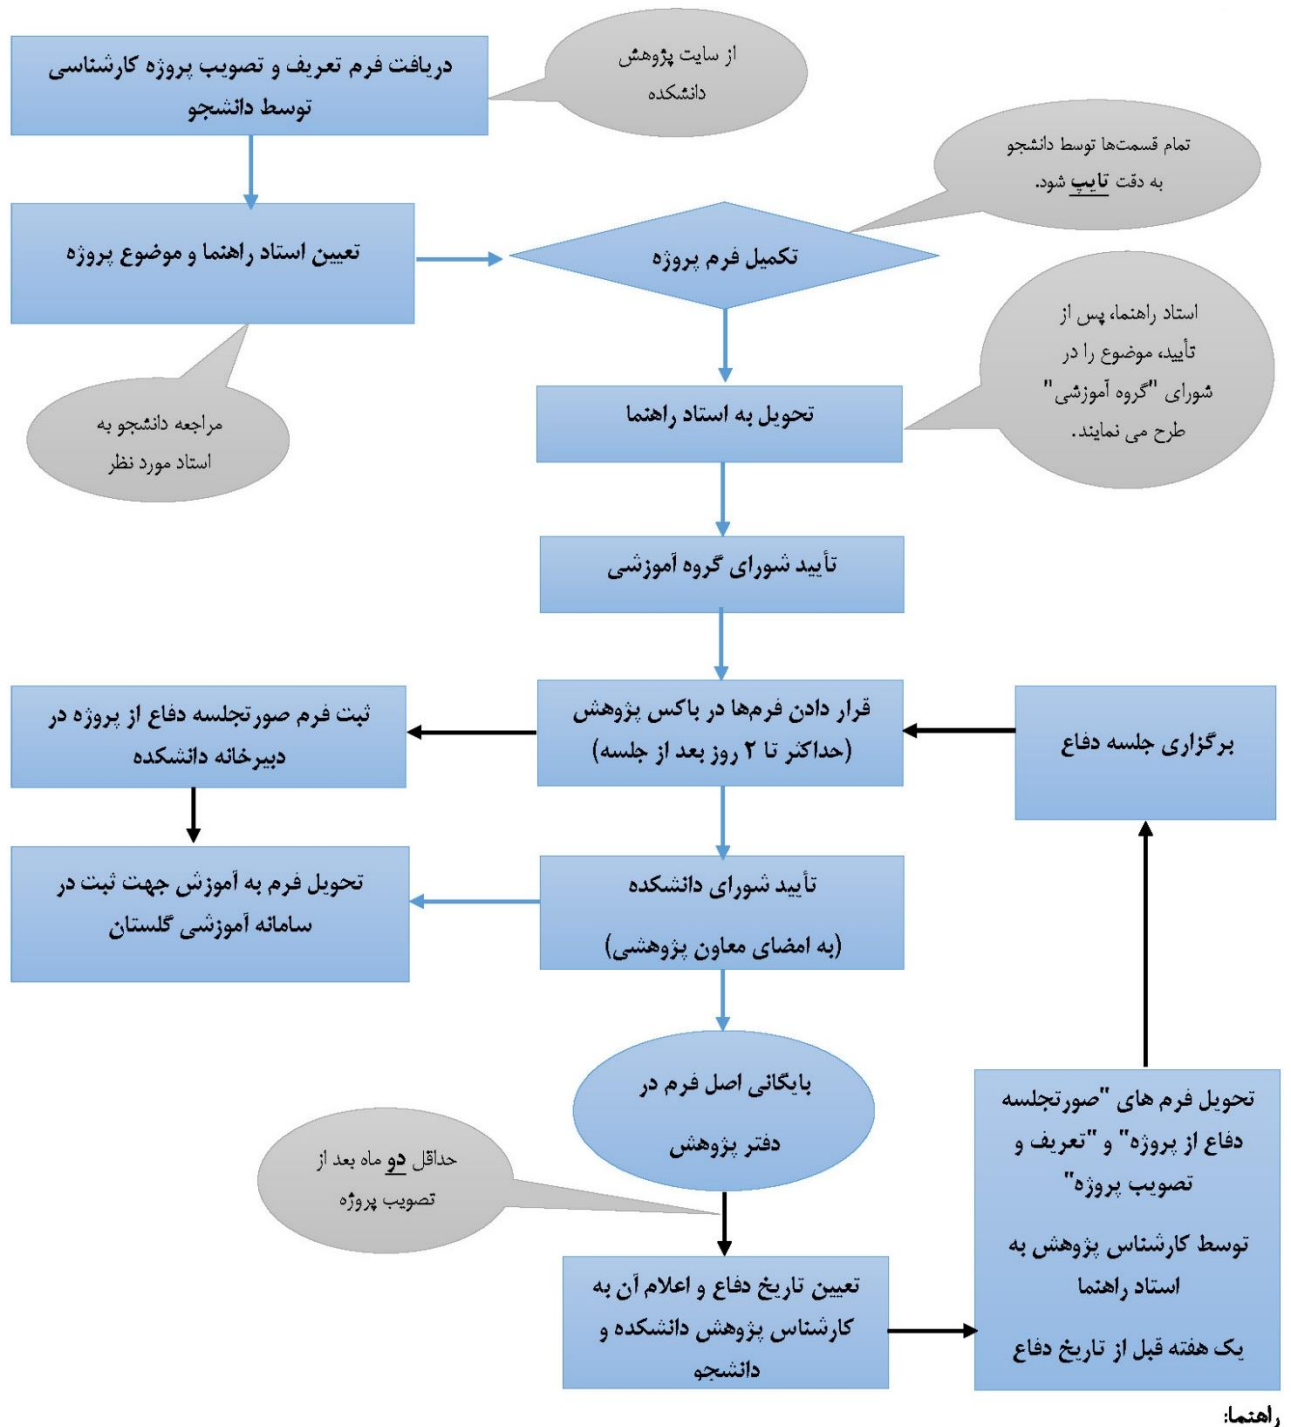 دریافت فرم تعریف و تصویب پروژه کارشناسی
توسط دانشجو
از سایت پژوهش
دانشکده
تمام قسمت‌ها توسط دانشجو
به دقت تایپ شود.
تعیین استاد راهنما و موضوع پروژه
تکمیل فرم پروژه
استاد راهنما، پس از
تأیید، موضوع را در
شورای "گروه آموزشی"
طرح می نمایند.
مراجعه دانشجو به
استاد مورد نظر
تحویل به استاد راهنما
تأیید شورای گروه آموزشی
قرار دادن فرم‌ها در باکس پژوهش
(حداکثر تا ۲ روز بعد از جلسه)
ثبت فرم صورتجلسه دفاع از پروژه در
دبیرخانه دانشکده
برگزاری جلسه دفاع
تأیید شورای دانشکده
(به امضای معاون پژوهشی)
تحویل فرم به آموزش جهت ثبت در
سامانه آموزشی گلستان
بایگانی اصل فرم در
دفتر پژوهش
حداقل دو ماه بعد از
تصویب پروژه
تعیین تاریخ دفاع و اعلام آن به
کارشناس پژوهش دانشکده و
دانشجو
تحویل فرم های "صورتجلسه
دفاع از پروژه" و "تعریف و
تصویب پروژه"
توسط کارشناس پژوهش به
استاد راهنما
یک هفته قبل از تاریخ دفاع
راهنما: